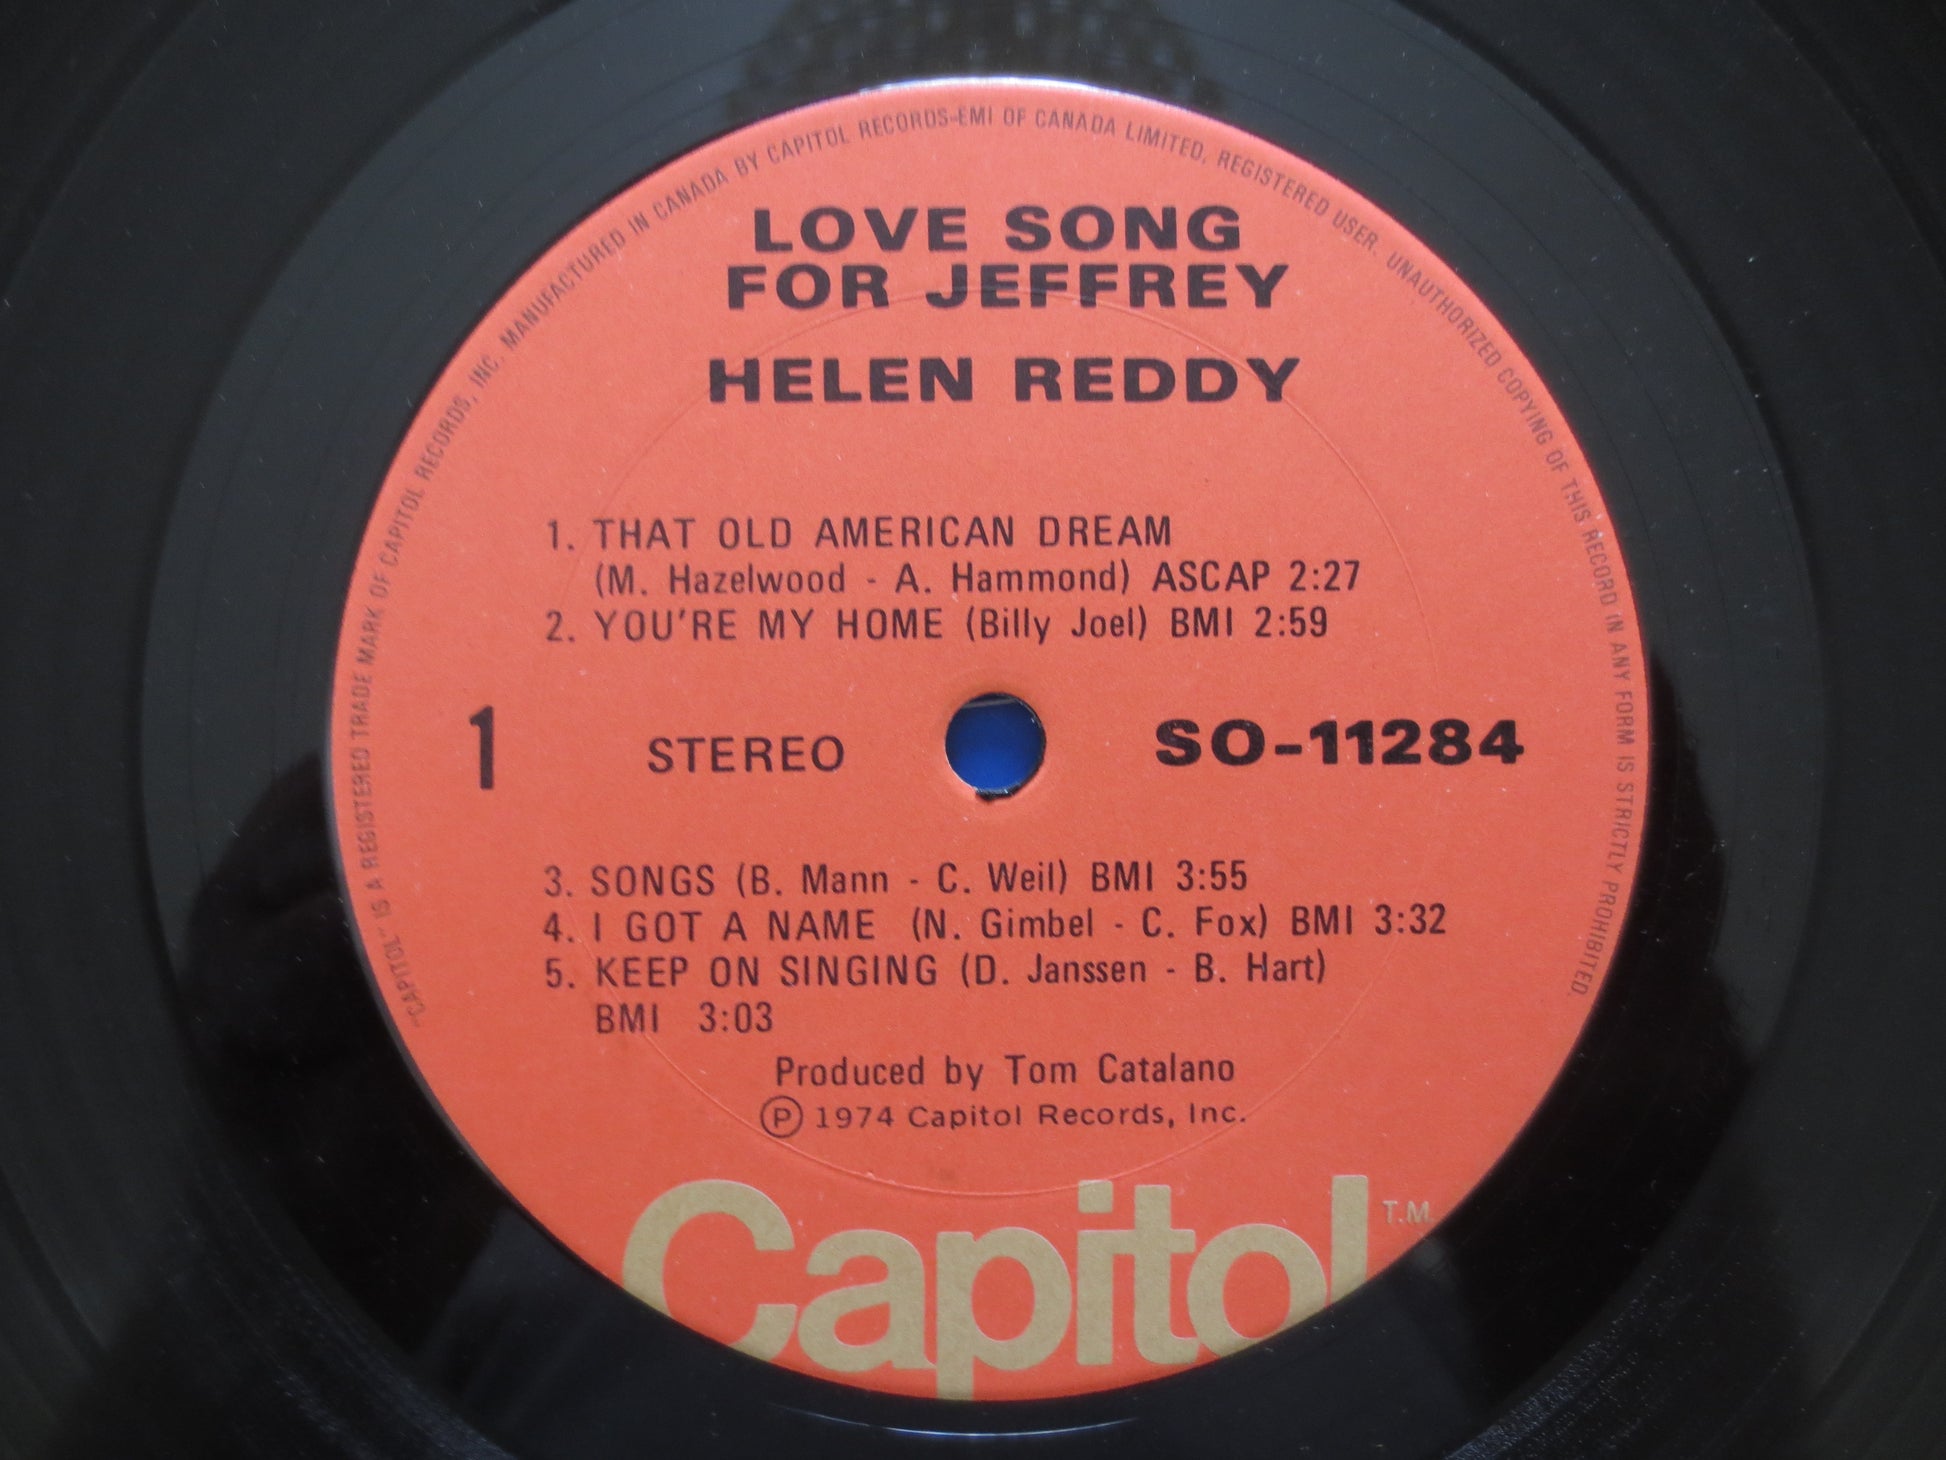 "CAPITOL" IS A REGISTERED TRADE MARK OF CAPITOL RECORDS, INC. MANUFACTURED IN CANADA BY CAPITOL RECORDS-EMI OF CANADA LIMITED, REGISTERED USER. UNAUTHORIZED COPYING OF THIS RECORD IN ANY FORM IS STRICTLY PROHIBITED.
LOVE SONG
FOR JEFFREY
HELEN REDDY
1. THAT OLD AMERICAN DREAM
(M. Hazelwood - A. Hammond) ASCAP 2:27
2. YOU'RE MY HOME (Billy Joel) BMI 2:59
1 STEREO SO-11284
3. SONGS (B. Mann - C. Weil) BMI 3:55
4. I GOT A NAME (N. Gimbel - C. Fox) BMI 3:32
5. KEEP ON SINGING (D. Janssen - B. Hart)
BMI 3:03
Produced by Tom Catalano
Ⓟ 1974 Capitol Records, Inc.
Capitol T.M.